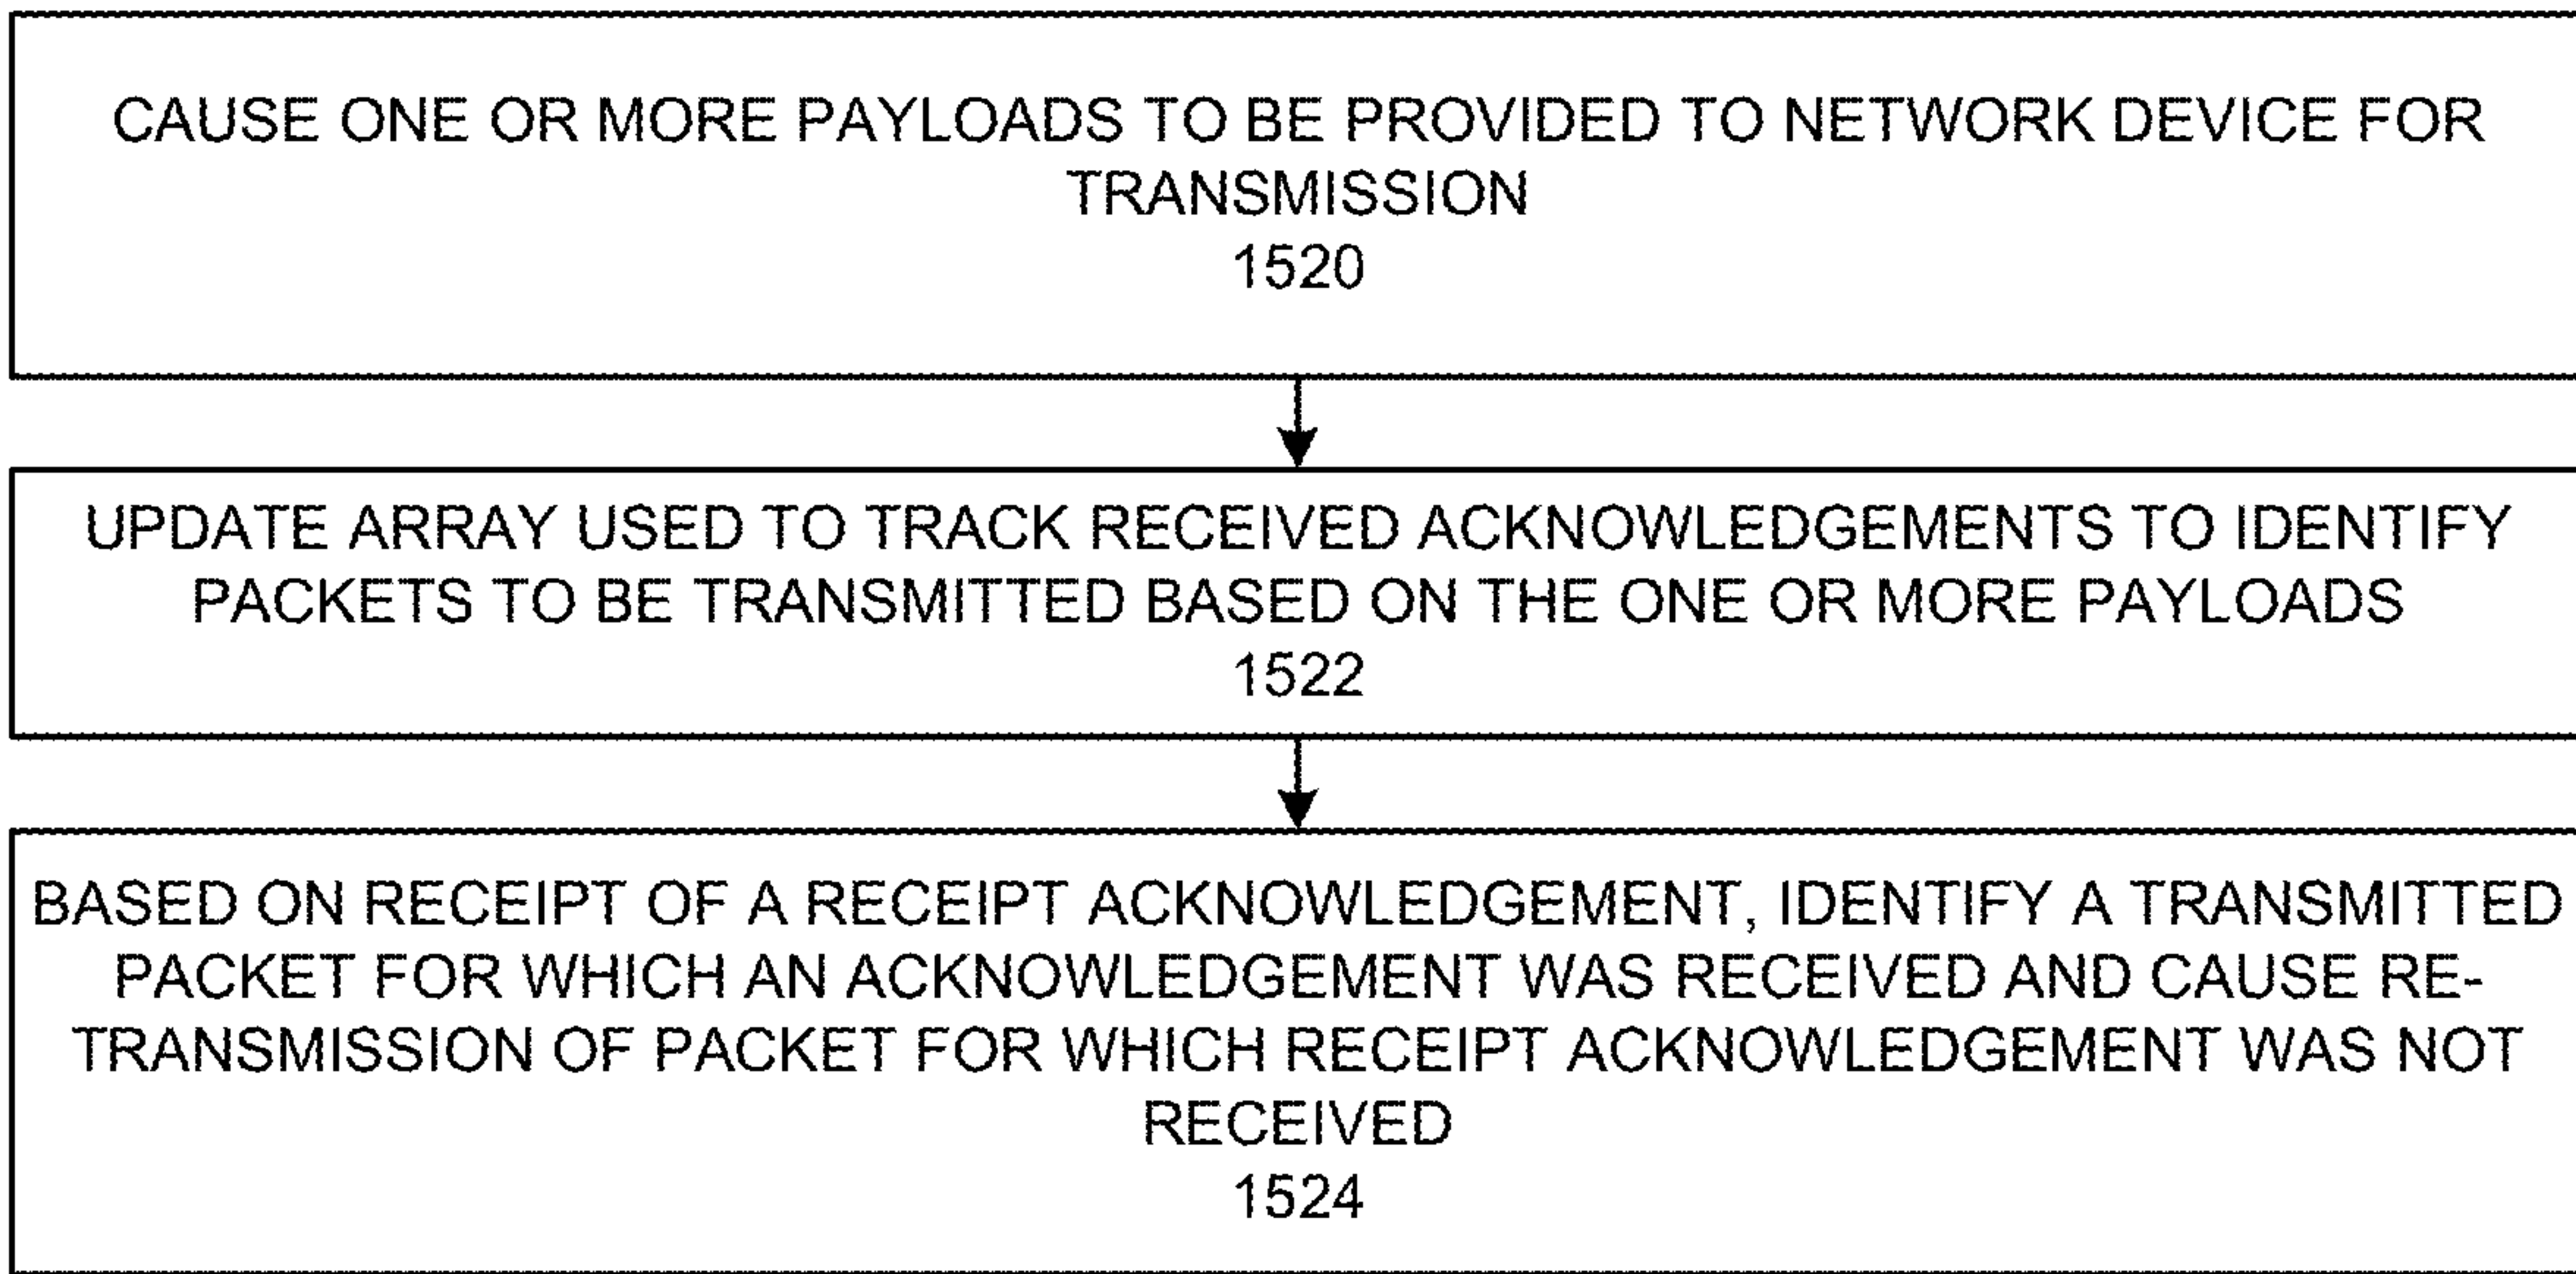 CAUSE ONE OR MORE PAYLOADS TO BE PROVIDED TO NETWORK DEVICE FOR
TRANSMISSION
1520
UPDATE ARRAY USED TO TRACK RECEIVED ACKNOWLEDGEMENTS TO IDENTIFY
PACKETS TO BE TRANSMITTED BASED ON THE ONE OR MORE PAYLOADS
1522
BASED ON RECEIPT OF A RECEIPT ACKNOWLEDGEMENT, IDENTIFY A TRANSMITTED
PACKET FOR WHICH AN ACKNOWLEDGEMENT WAS RECEIVED AND CAUSE RE-
TRANSMISSION OF PACKET FOR WHICH RECEIPT ACKNOWLEDGEMENT WAS NOT
RECEIVED
1524